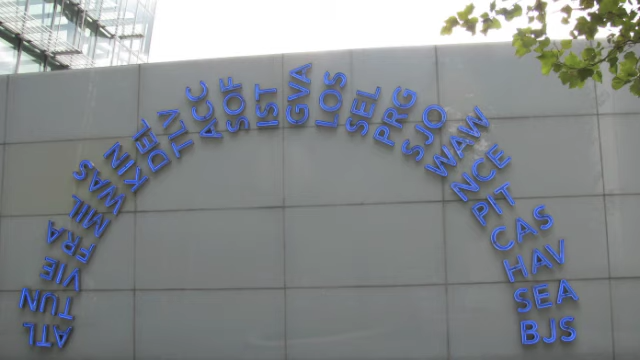 ATL
TUN
VIE
FRA
MIL
WAS
KIN
DEL
TLV
ACC
SOF
IST
GVA
LOS
SEL
PRG
SJO
WAW
NCE
PIT
CAS
HAV
SEA
BJS